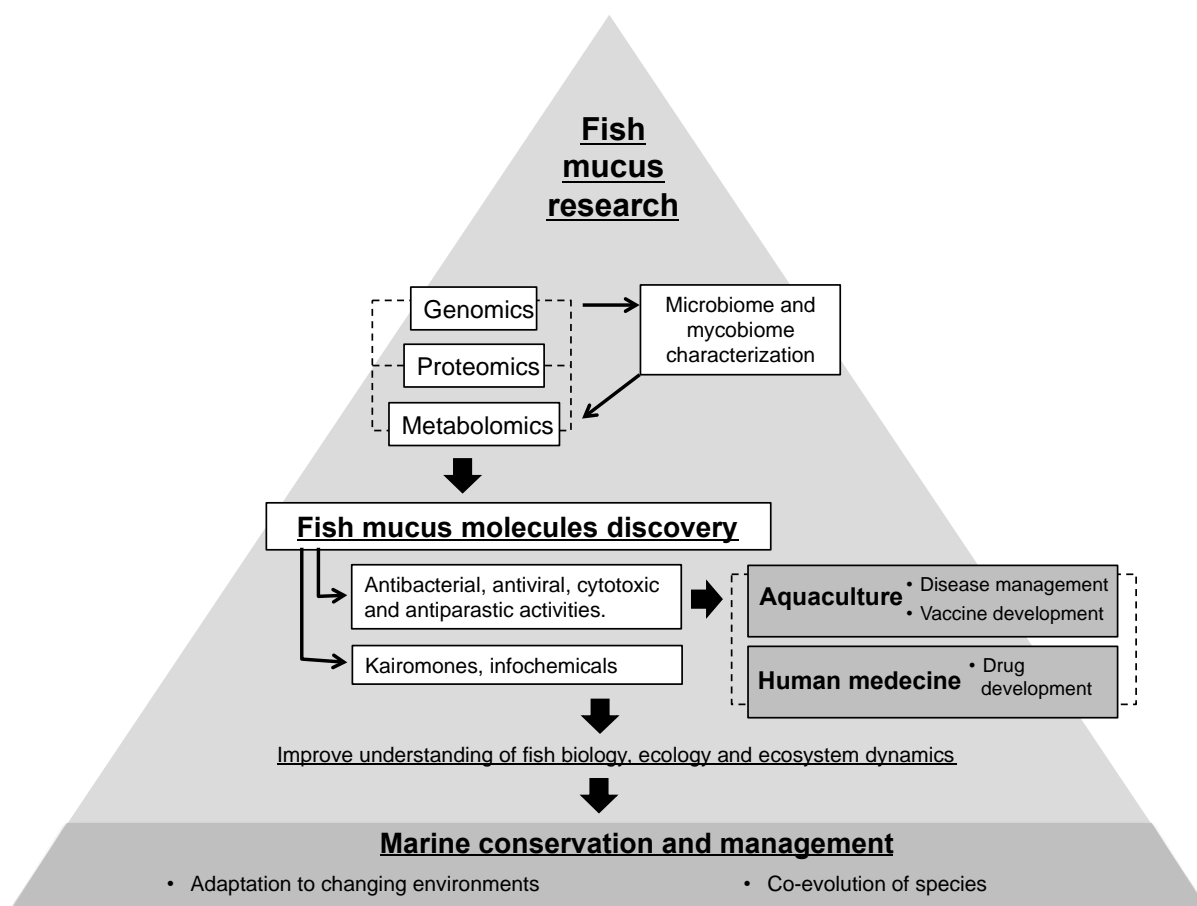 Fish
mucus
research
Genomics
Proteomics
Metabolomics
Microbiome and
mycobiome
characterization
Fish mucus molecules discovery
Antibacterial, antiviral, cytotoxic
and antiparastic activities.
Kairomones, infochemicals
Aquaculture
• Disease management
• Vaccine development
Human medecine
• Drug
development
Improve understanding of fish biology, ecology and ecosystem dynamics
Marine conservation and management
• Adaptation to changing environments
• Co-evolution of species